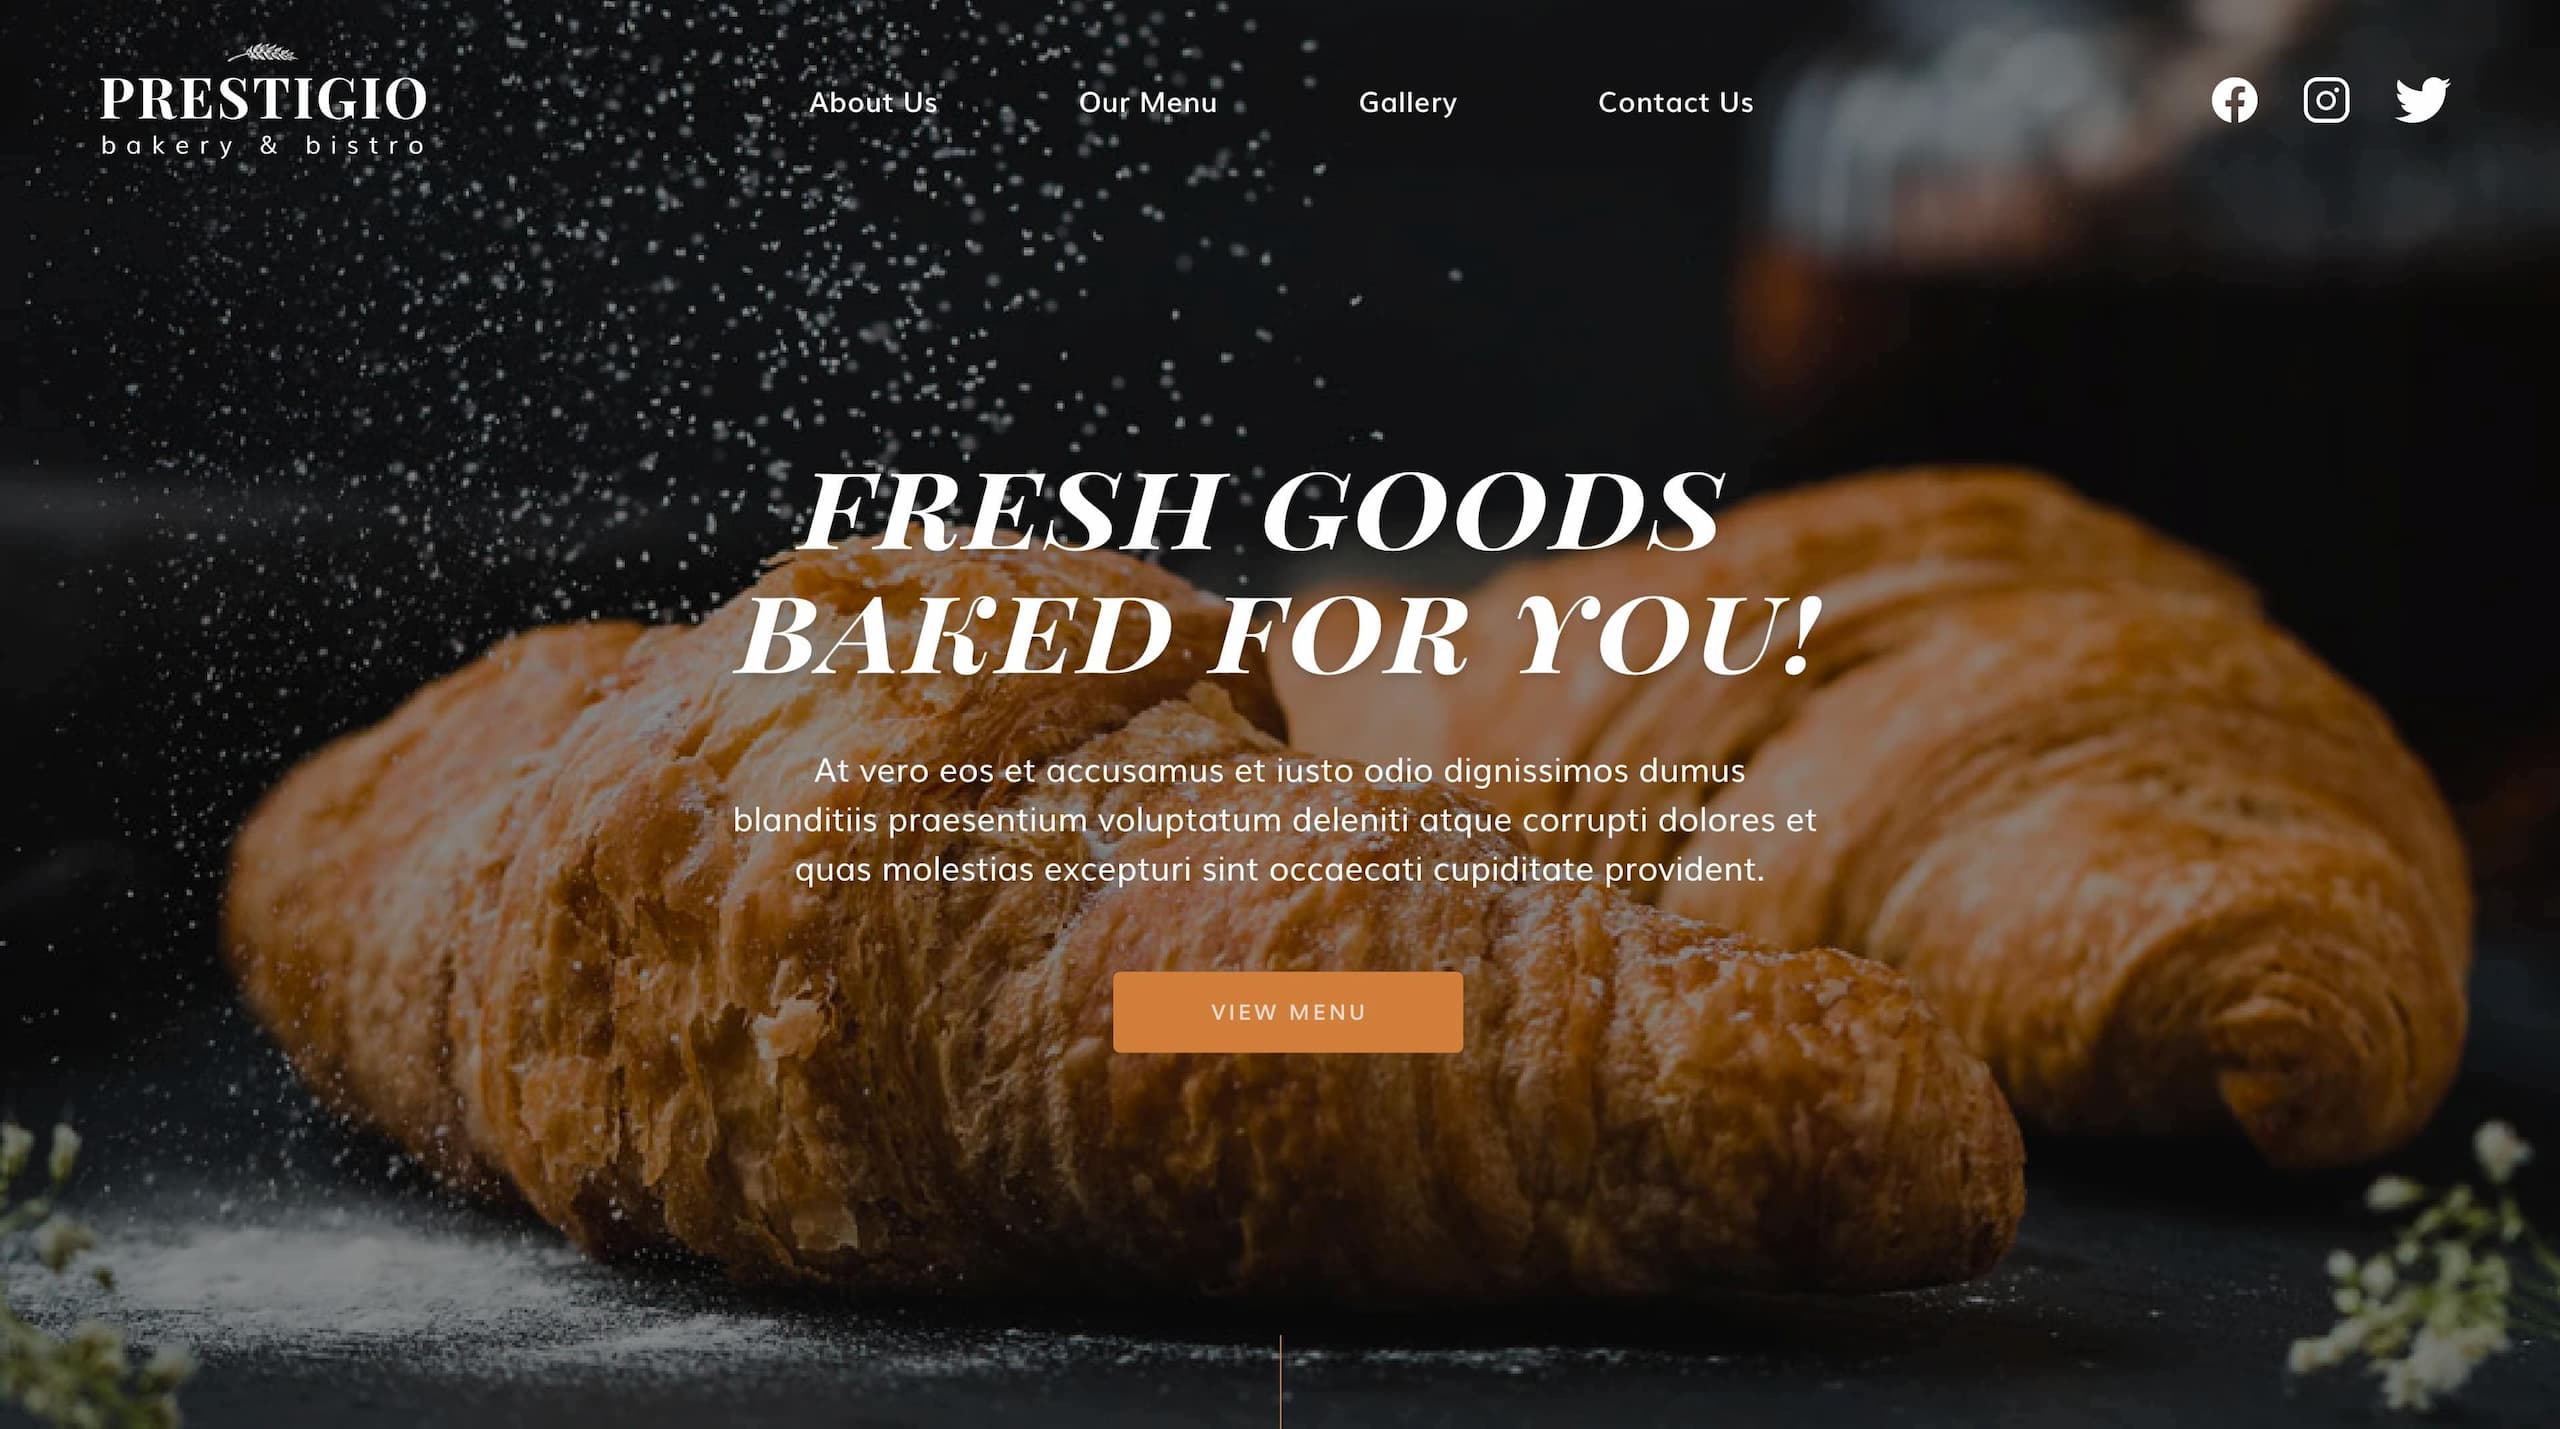 PRESTIGIO
bakery & bistro
About Us
Our Menu
Gallery
Contact Us
FRESH GOODS
BAKED FOR YOU!
At vero eos et accusamus et iusto odio dignissimos dumus
blanditiis praesentium voluptatum deleniti atque corrupti dolores et
quas molestias excepturi sint occaecati cupiditate provident.
VIEW MENU